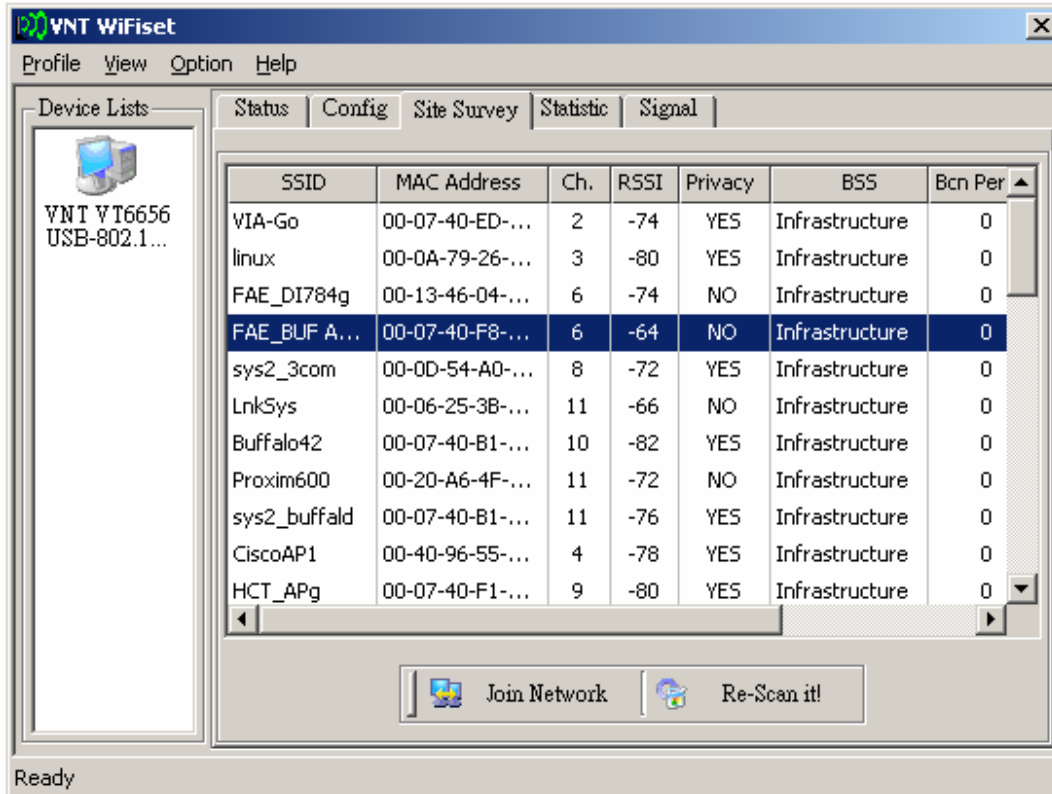 VNT WiFiset
Profile View Option Help
Device Lists
VNT VT6656
USB-802.1...
Status Config Site Survey Statistic Signal
SSID MAC Address Ch. RSSI Privacy BSS Bcn Per
VIA-Go 00-07-40-ED-... 2 -74 YES Infrastructure 0
linux 00-0A-79-26-... 3 -80 YES Infrastructure 0
FAE_DI784g 00-13-46-04-... 6 -74 NO Infrastructure 0
FAE_BUF A... 00-07-40-F8-... 6 -64 NO Infrastructure 0
sys2_3com 00-0D-54-A0-... 8 -72 YES Infrastructure 0
LnkSys 00-06-25-3B-... 11 -66 NO Infrastructure 0
Buffalo42 00-07-40-B1-... 10 -82 YES Infrastructure 0
Proxim600 00-20-A6-4F-... 11 -72 NO Infrastructure 0
sys2_buffald 00-07-40-B1-... 11 -76 YES Infrastructure 0
CiscoAP1 00-40-96-55-... 4 -78 YES Infrastructure 0
HCT_APg 00-07-40-F1-... 9 -80 YES Infrastructure 0
Join Network Re-Scan it!
Ready